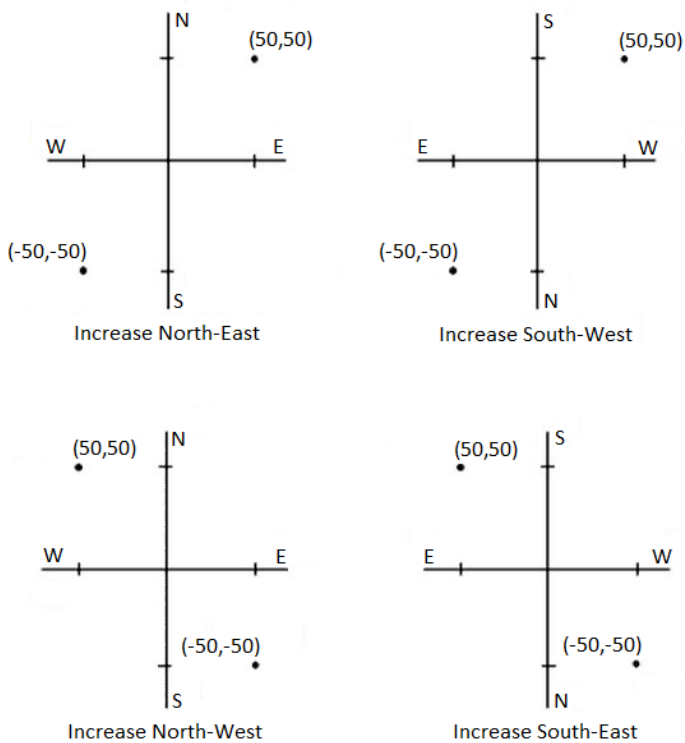 N
(50,50)
W
E
(-50,-50)
S
Increase North-East
S
(50,50)
E
W
(-50,-50)
N
Increase South-West
N
(50,50)
W
E
(-50,-50)
S
Increase North-West
S
(50,50)
E
W
(-50,-50)
N
Increase South-East